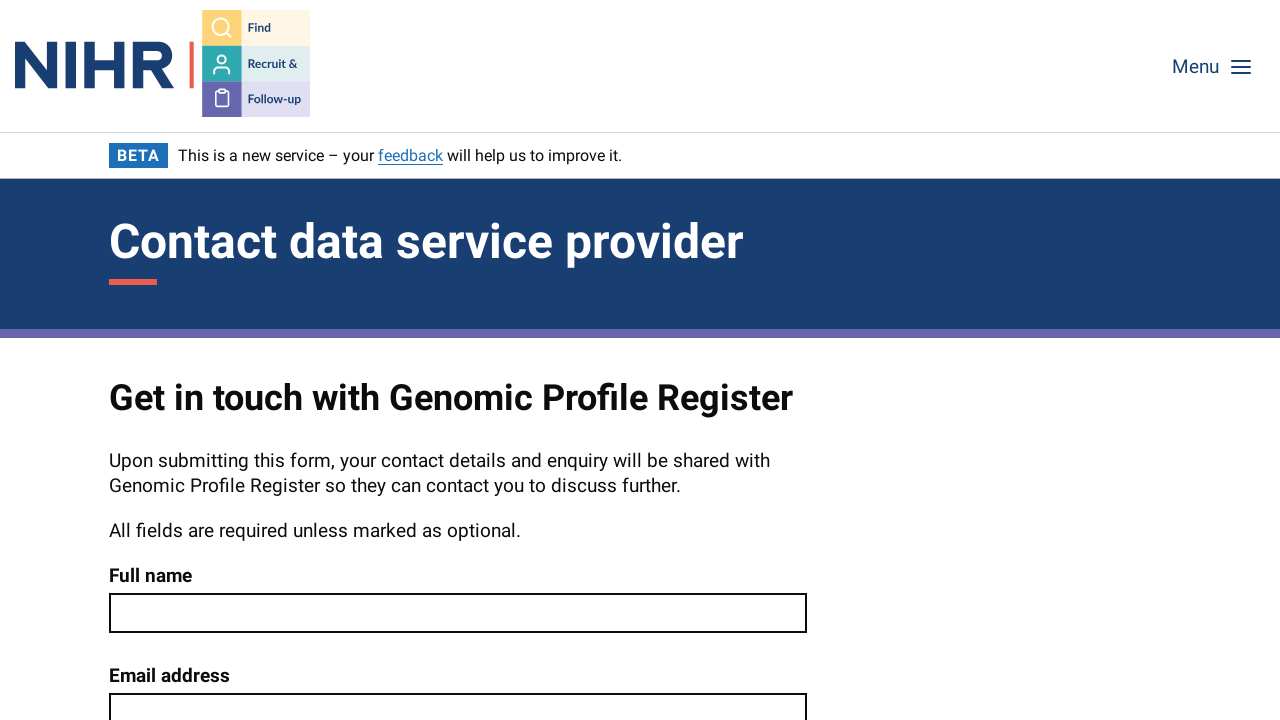 NIHR
Find
Recruit &
Follow-up
Menu
BETA This is a new service – your feedback will help us to improve it.
Contact data service provider
Get in touch with Genomic Profile Register
Upon submitting this form, your contact details and enquiry will be shared with
Genomic Profile Register so they can contact you to discuss further.
All fields are required unless marked as optional.
Full name
Email address